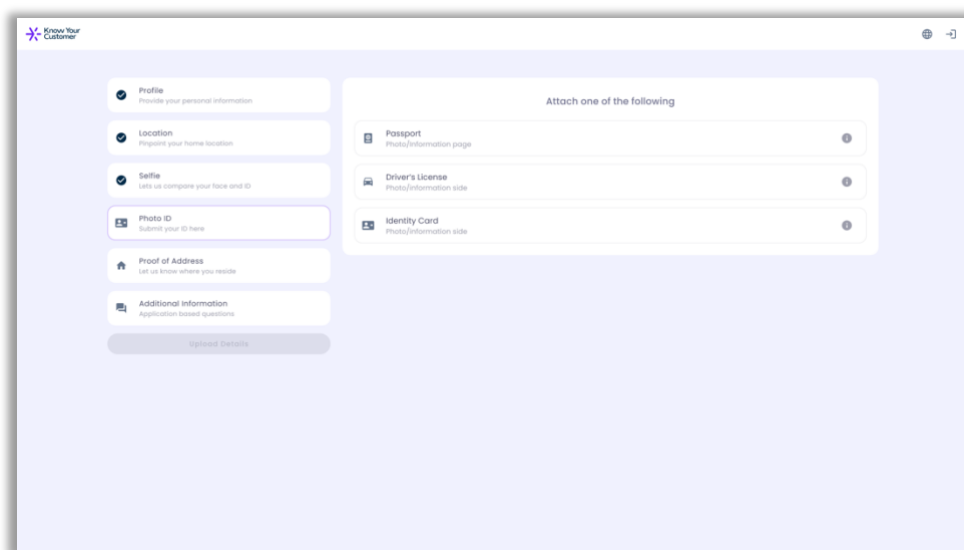 Know Your
Customer
Profile
Provide your personal information
Location
Pinpoint your home location
Selfie
Lets us compare your face and ID
Photo ID
Submit your ID here
Proof of Address
Let us know where you reside
Additional Information
Application based questions
Upload Details
Attach one of the following
Passport
Photo/information page
Driver's License
Photo/information side
Identity Card
Photo/information side